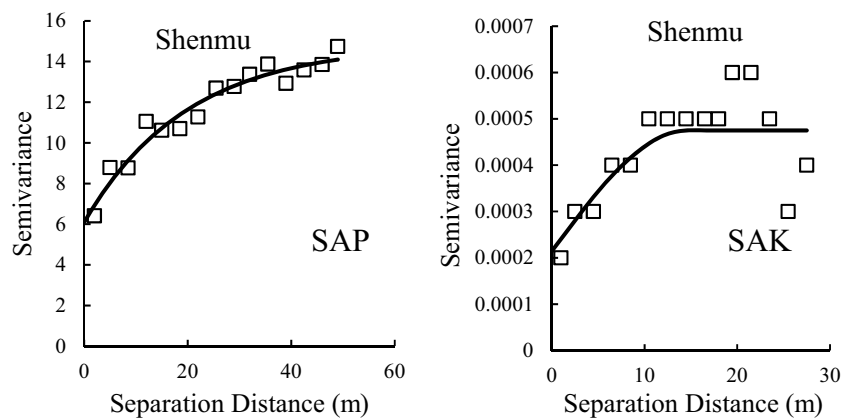 Shenmu
SAP
Semivariance
16
14
12
10
8
6
4
2
0
0 20 40 60
Separation Distance (m)
Shenmu
SAK
Semivariance
0.0007
0.0006
0.0005
0.0004
0.0003
0.0002
0.0001
0
0 10 20 30
Separation Distance (m)